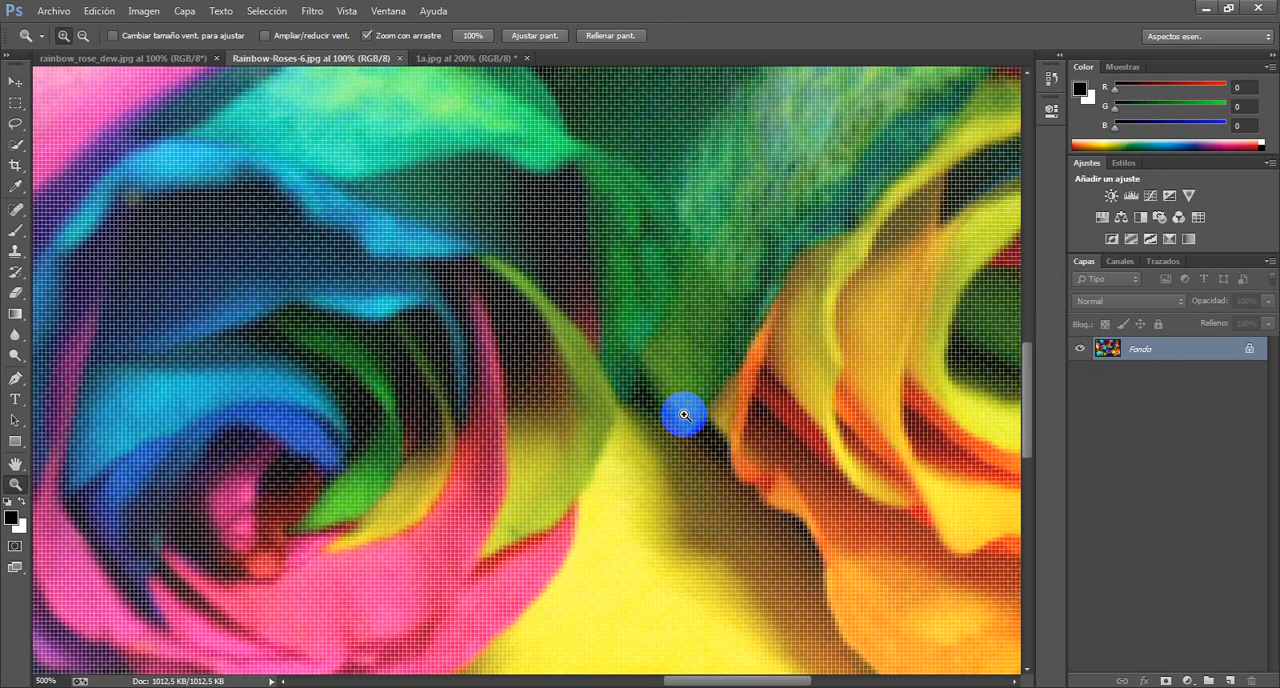 Ps Archivo Edición Imagen Capa Texto Selección Filtro Vista Ventana Ayuda
Cambiar tamaño vent. para ajustar Ampliar/reducir vent. Zoom con arrastre 100% Ajustar pant. Rellenar pant. Aspectos esen.
rainbow_rose_dew.jpg al 100% (RGB/8*) × Rainbow-Roses-6.jpg al 100% (RGB/8) × 1a.jpg al 200% (RGB/8) * ×
Color Muestras
R 0
G 0
B 0
Ajustes Estilos
Añadir un ajuste
Capas Canales Trazados
Tipo
Normal Opacidad: 100%
Bloq.: Relleno: 100%
Fondo
500% Doc: 1012,5 KB/1012,5 KB